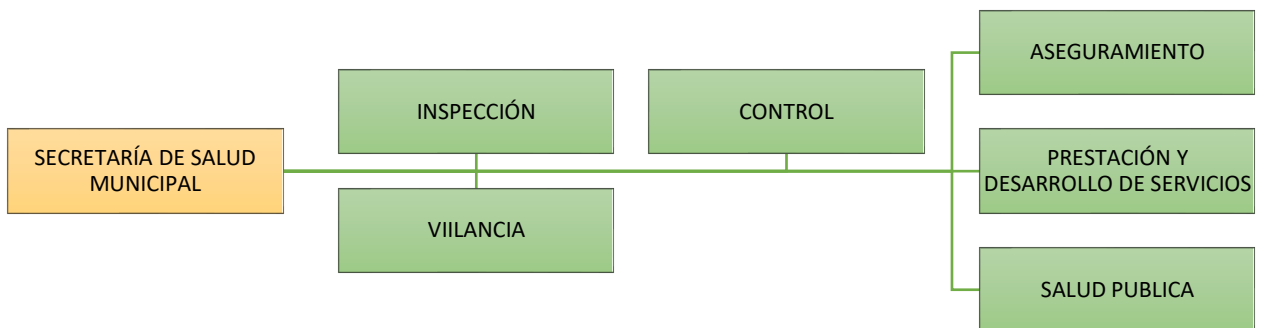 SECRETARÍA DE SALUD
MUNICIPAL
INSPECCIÓN
VIILANCIA
CONTROL
ASEGURAMIENTO
PRESTACIÓN Y
DESARROLLO DE SERVICIOS
SALUD PUBLICA